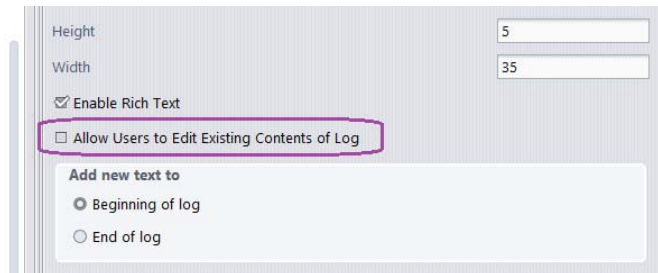 Height 5
Width 35
Enable Rich Text
Allow Users to Edit Existing Contents of Log
Add new text to
Beginning of log
End of log